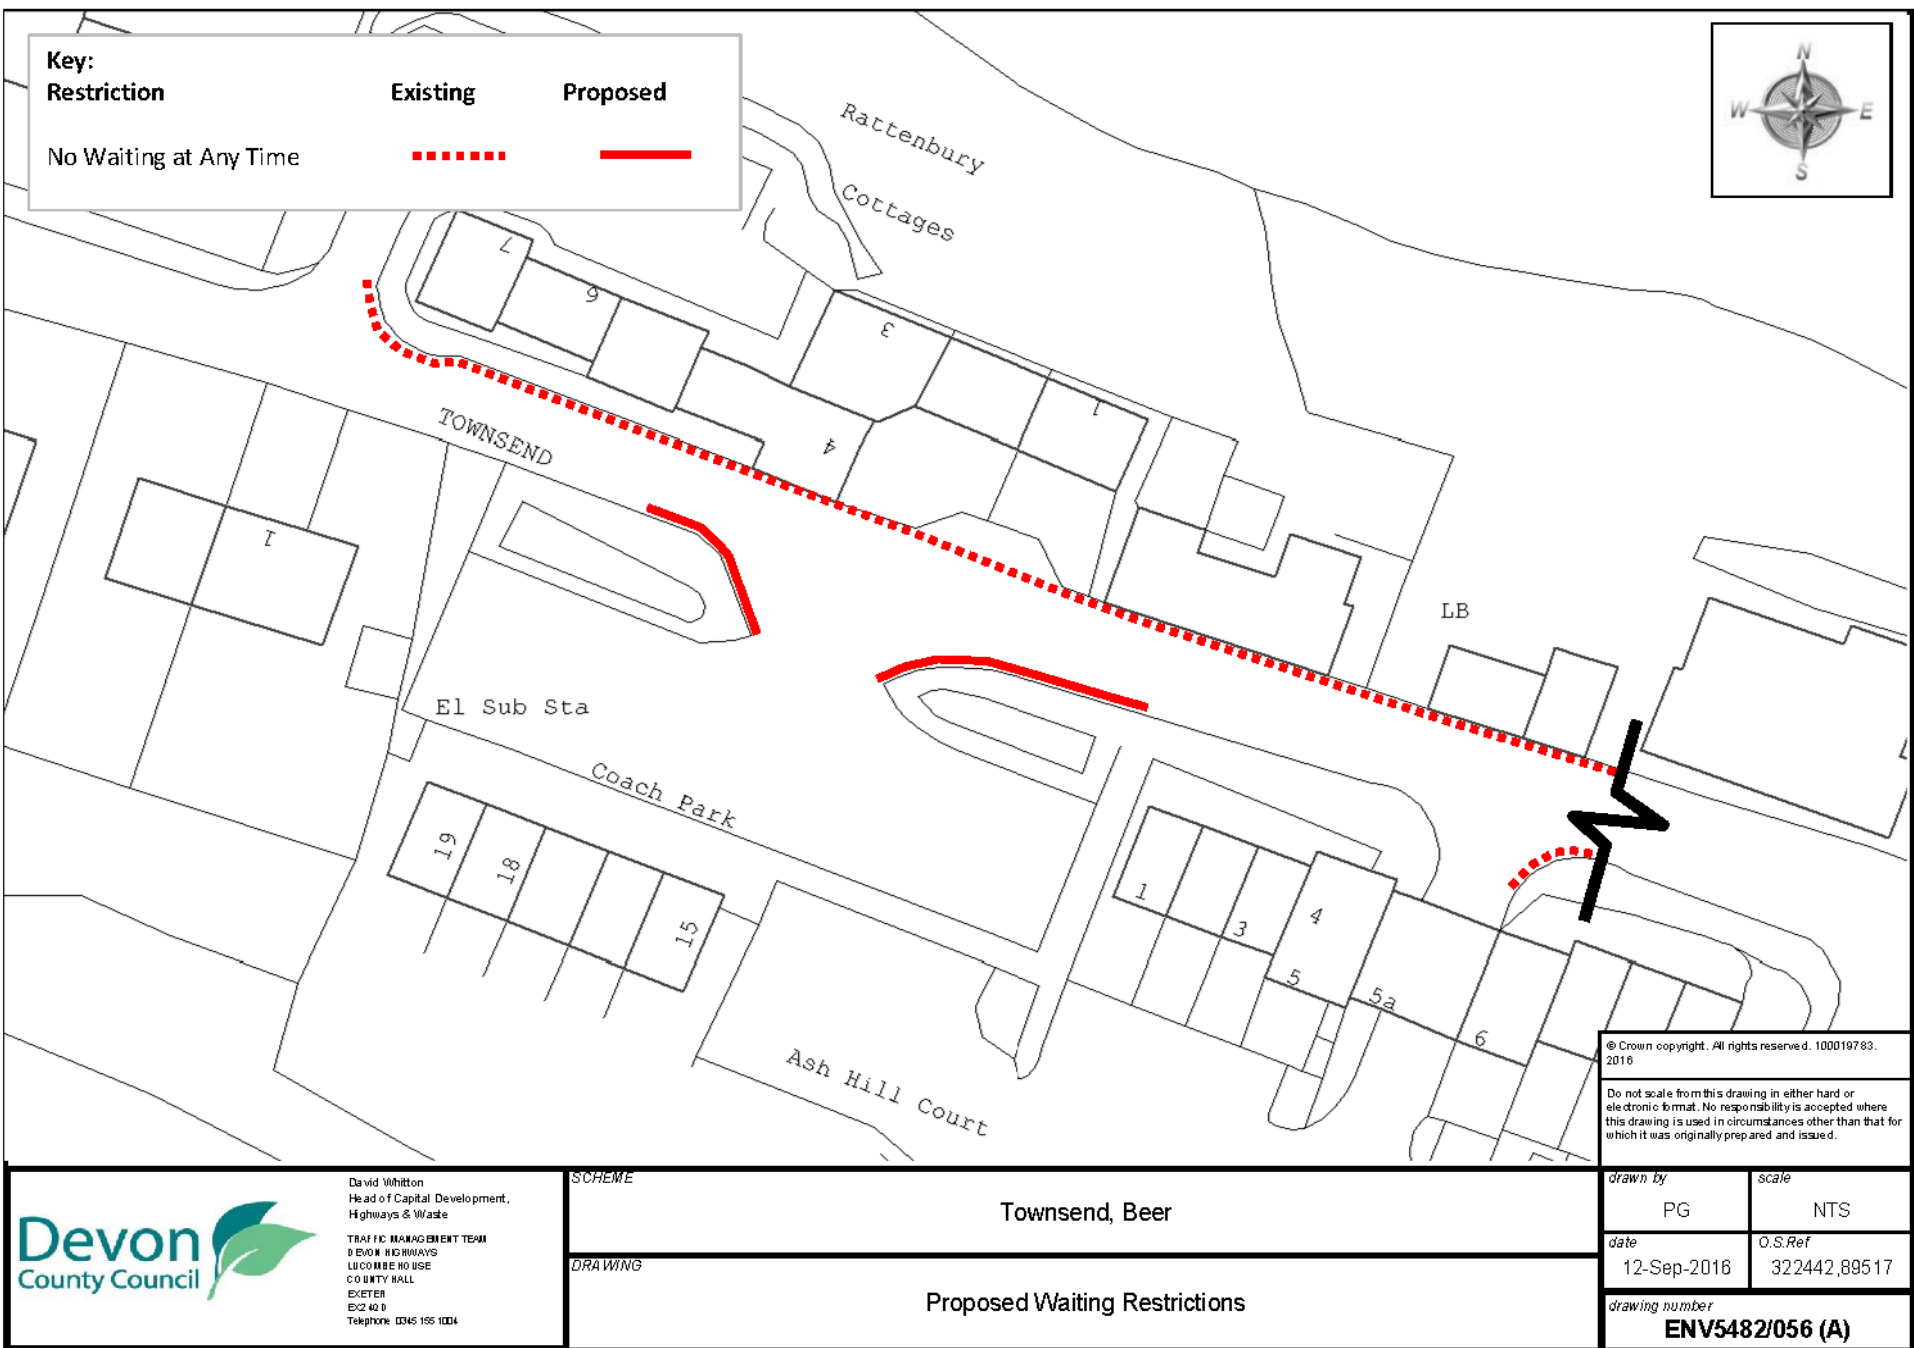 Key:
Restriction Existing Proposed
No Waiting at Any Time
N
W E
S
Rattenbury
Cottages
7
6
3
1
4
TOWNSEND
1
LB
El Sub Sta
Coach Park
19
18
15
1
3
4
5
5a
6
Ash Hill Court
© Crown copyright. All rights reserved. 100019783.
2016
Do not scale from this drawing in either hard or
electronic format. No responsibility is accepted where
this drawing is used in circumstances other than that for
which it was originally prepared and issued.
Devon
County Council
David Whitton
Head of Capital Development,
Highways & Waste
TRAFFIC MANAGEMENT TEAM
DEVON HIGHWAYS
LUCOMBE HOUSE
COUNTY HALL
EXETER
EX2 4QD
Telephone 0345 155 1004
SCHEME
Townsend, Beer
DRAWING
Proposed Waiting Restrictions
drawn by
PG
scale
NTS
date
12-Sep-2016
O.S.Ref
322442,89517
drawing number
ENV5482/056 (A)